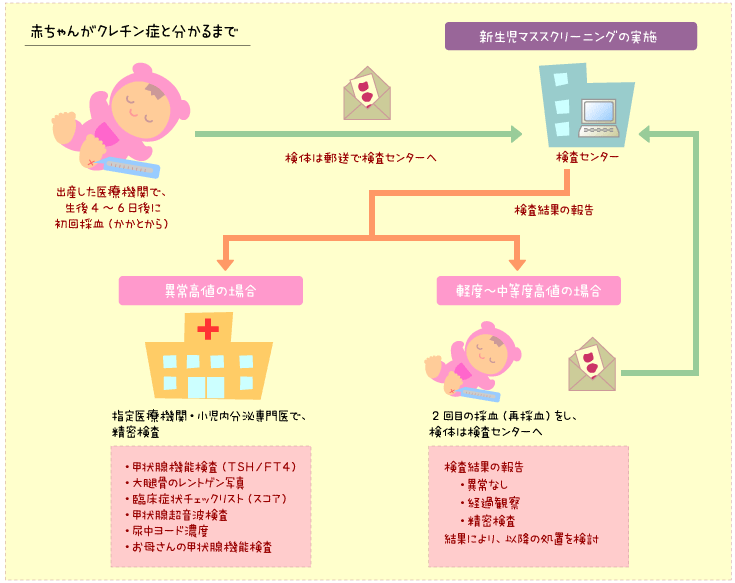 赤ちゃんがクレチン症と分かるまで
新生児マススクリーニングの実施
検体は郵送で検査センターへ
検査センター
出産した医療機関で、
生後4〜6日後に
初回採血(かかとから)
検査結果の報告
異常高値の場合
軽度〜中等度高値の場合
指定医療機関・小児内分泌専門医で、
精密検査
・甲状腺機能検査(TSH/FT4)
・大腿骨のレントゲン写真
・臨床症状チェックリスト(スコア)
・甲状腺超音波検査
・尿中ヨード濃度
・お母さんの甲状腺機能検査
2回目の採血(再採血)をし、
検体は検査センターへ
検査結果の報告
・異常なし
・経過観察
・精密検査
結果により、以降の処置を検討